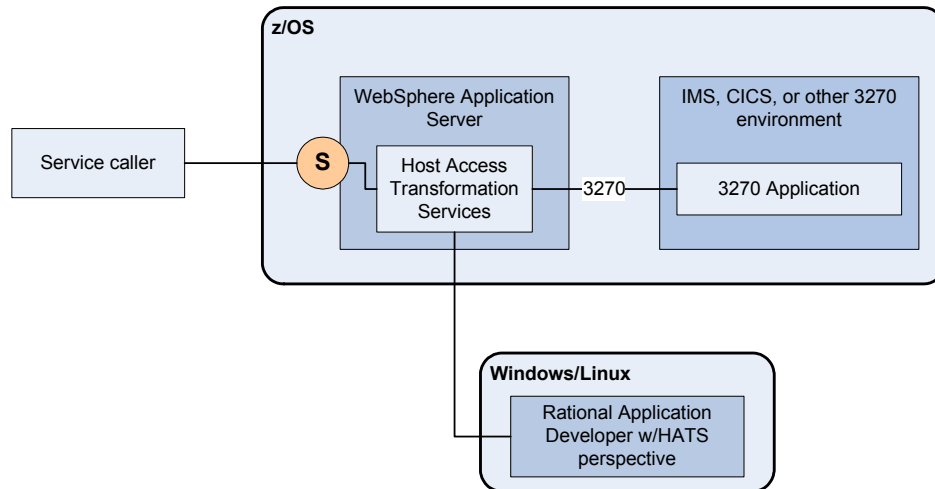 z/OS
WebSphere Application
Server
IMS, CICS, or other 3270
environment
Service caller
S
Host Access
Transformation
Services
3270
3270 Application
Windows/Linux
Rational Application
Developer w/HATS
perspective